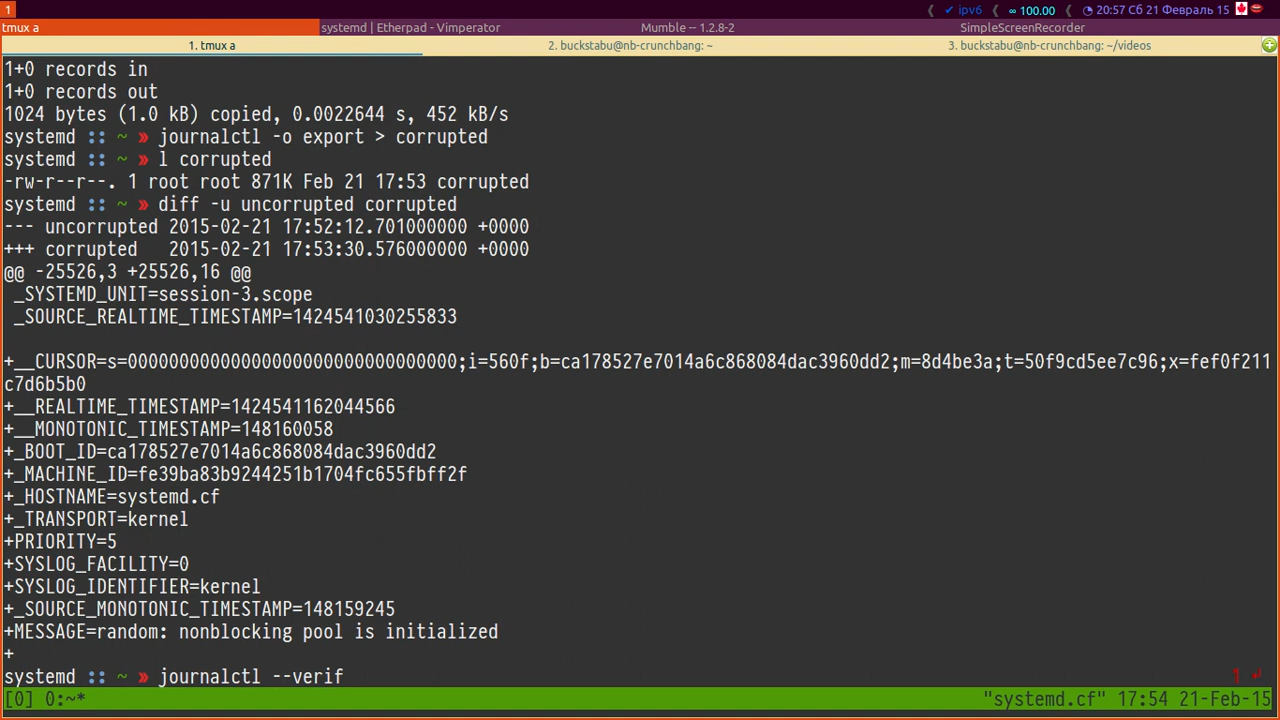 1
ipv6
∞ 100.00
20:57 Сб 21 Февраль 15
tmux a
systemd | Etherpad - Vimperator
Mumble -- 1.2.8-2
SimpleScreenRecorder
1. tmux a
2. buckstabu@nb-crunchbang: ~
3. buckstabu@nb-crunchbang: ~/videos
1+0 records in
1+0 records out
1024 bytes (1.0 kB) copied, 0.0022644 s, 452 kB/s
systemd :: ~ » journalctl -o export > corrupted
systemd :: ~ » l corrupted
-rw-r--r--. 1 root root 871K Feb 21 17:53 corrupted
systemd :: ~ » diff -u uncorrupted corrupted
--- uncorrupted 2015-02-21 17:52:12.701000000 +0000
+++ corrupted   2015-02-21 17:53:30.576000000 +0000
@@ -25526,3 +25526,16 @@
 _SYSTEMD_UNIT=session-3.scope
 _SOURCE_REALTIME_TIMESTAMP=1424541030255833
+__CURSOR=s=00000000000000000000000000000000;i=560f;b=ca178527e7014a6c868084dac3960dd2;m=8d4be3a;t=50f9cd5ee7c96;x=fef0f211
c7d6b5b0
+__REALTIME_TIMESTAMP=1424541162044566
+__MONOTONIC_TIMESTAMP=148160058
+_BOOT_ID=ca178527e7014a6c868084dac3960dd2
+_MACHINE_ID=fe39ba83b9244251b1704fc655fbff2f
+_HOSTNAME=systemd.cf
+_TRANSPORT=kernel
+PRIORITY=5
+SYSLOG_FACILITY=0
+SYSLOG_IDENTIFIER=kernel
+_SOURCE_MONOTONIC_TIMESTAMP=148159245
+MESSAGE=random: nonblocking pool is initialized
+
systemd :: ~ » journalctl --verif
1 ↵
[0] 0:~*
"systemd.cf" 17:54 21-Feb-15